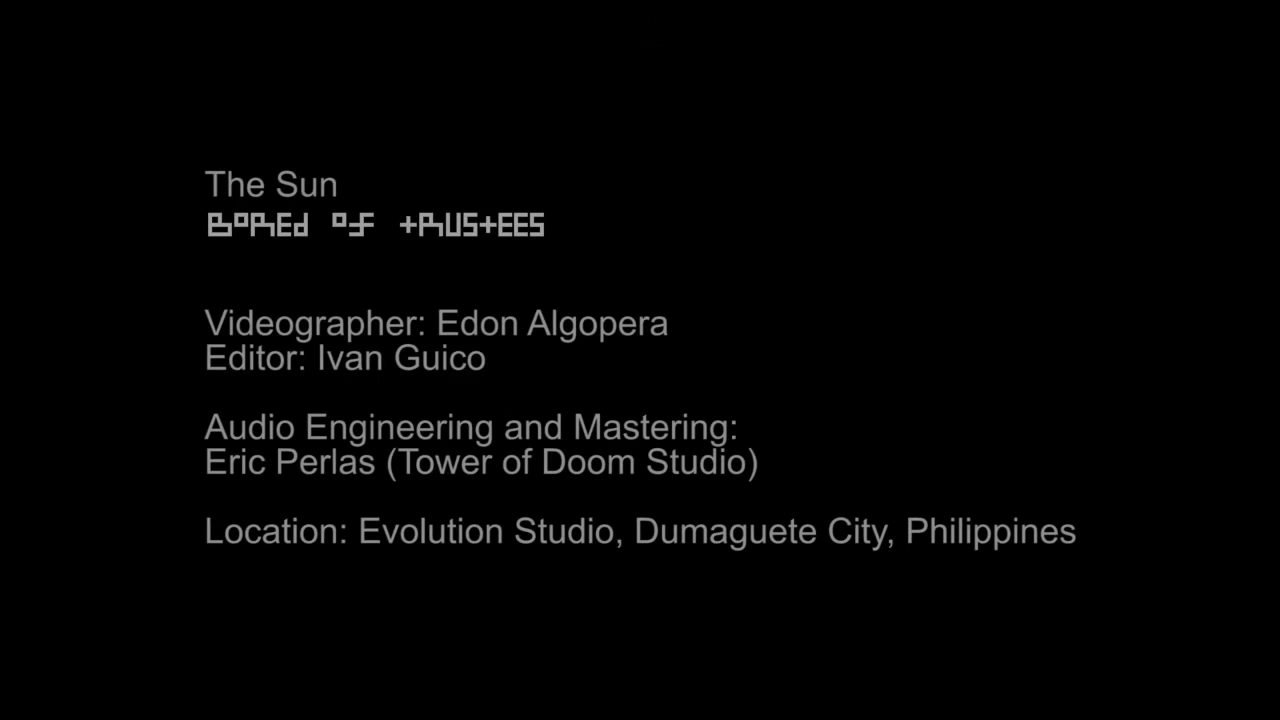 The Sun
BoREd oF tRUStEES
Videographer: Edon Algopera
Editor: Ivan Guico
Audio Engineering and Mastering:
Eric Perlas (Tower of Doom Studio)
Location: Evolution Studio, Dumaguete City, Philippines